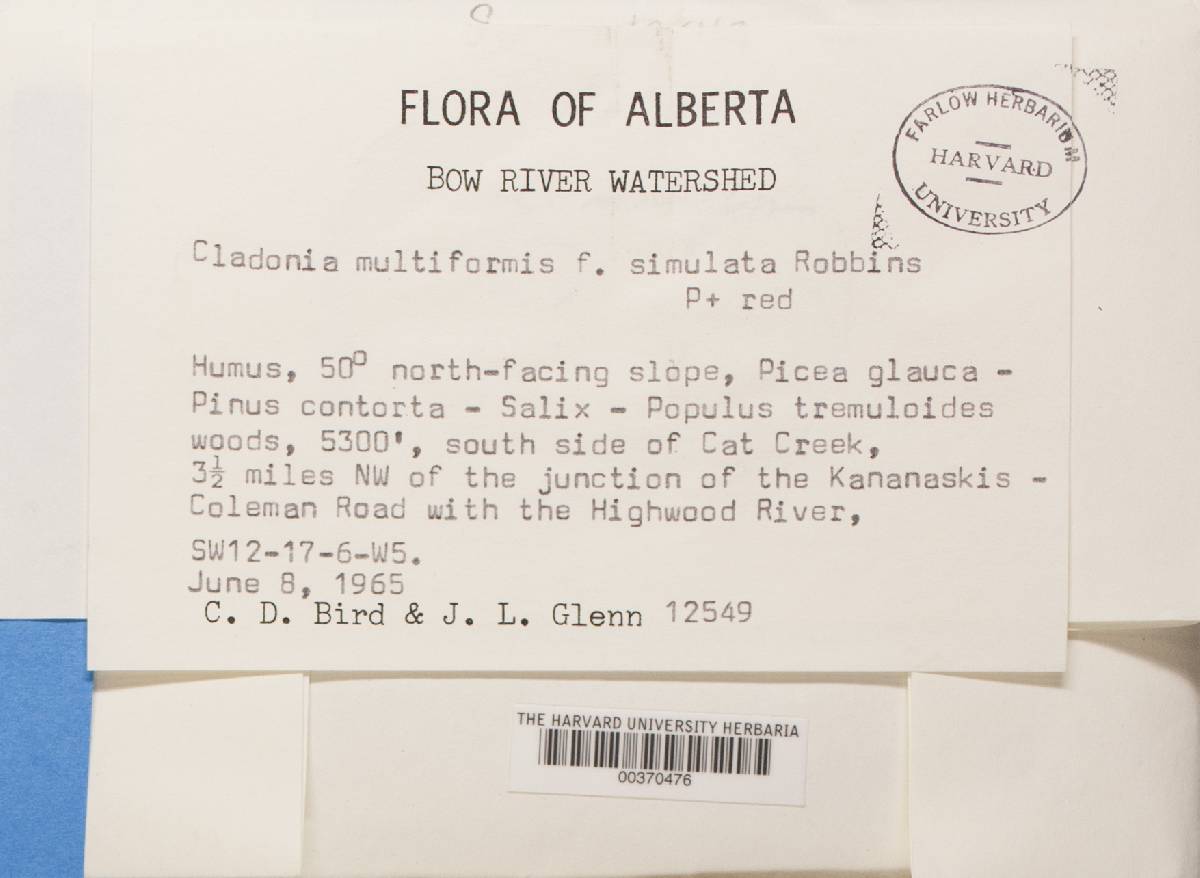 FLORA OF ALBERTA
FARLOW HERBARIUM
HARVARD
UNIVERSITY
BOW RIVER WATERSHED
Cladonia multiformis f. simulata Robbins
P+ red
Humus, 50° north-facing slope, Picea glauca -
Pinus contorta - Salix - Populus tremuloides
woods, 5300', south side of Cat Creek,
3½ miles NW of the junction of the Kananaskis -
Coleman Road with the Highwood River,
SW12-17-6-W5.
June 8, 1965
C. D. Bird & J. L. Glenn 12549
THE HARVARD UNIVERSITY HERBARIA
00370476